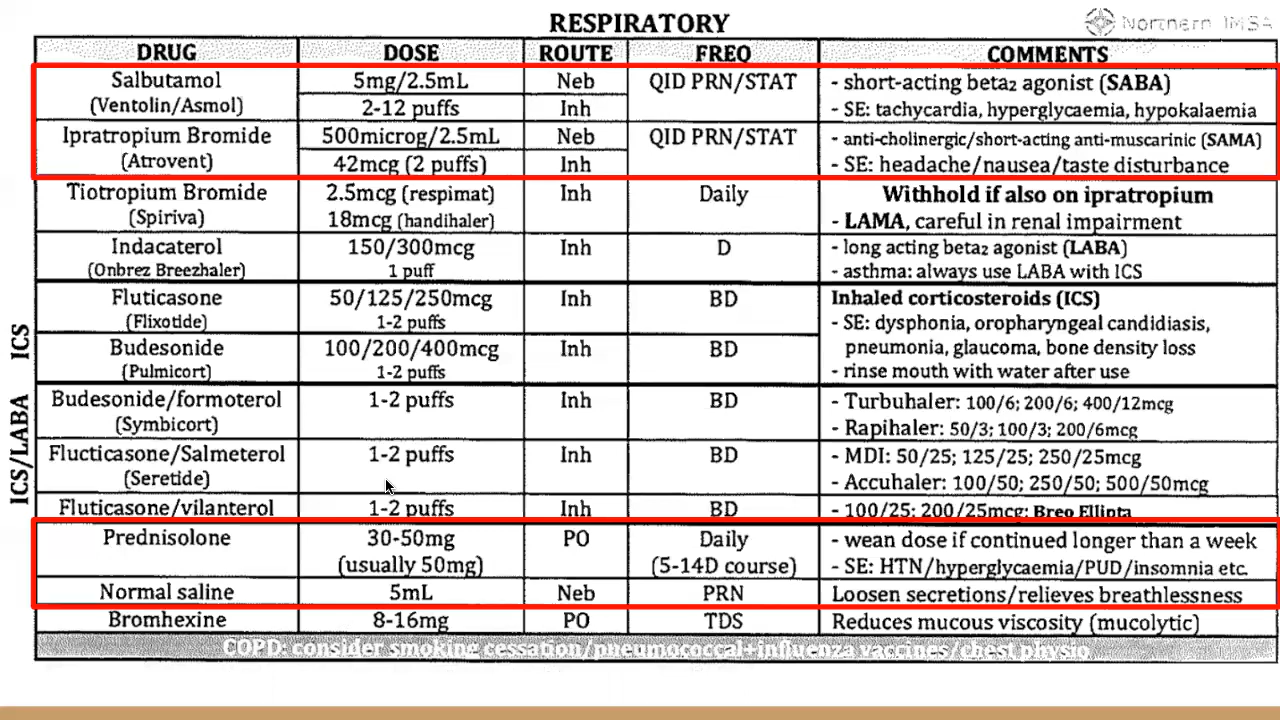 RESPIRATORY
Northern IMSA
DRUG DOSE ROUTE FREQ COMMENTS
Salbutamol 5mg/2.5mL Neb QID PRN/STAT - short-acting beta2 agonist (SABA)
(Ventolin/Asmol) 2-12 puffs Inh - SE: tachycardia, hyperglycaemia, hypokalaemia
Ipratropium Bromide 500microg/2.5mL Neb QID PRN/STAT - anti-cholinergic/short-acting anti-muscarinic (SAMA)
(Atrovent) 42mcg (2 puffs) Inh - SE: headache/nausea/taste disturbance
Tiotropium Bromide 2.5mcg (respimat) Inh Daily Withhold if also on ipratropium
(Spiriva) 18mcg (handihaler) - LAMA, careful in renal impairment
Indacaterol 150/300mcg Inh D - long acting beta2 agonist (LABA)
(Onbrez Breezhaler) 1 puff - asthma: always use LABA with ICS
ICS
Fluticasone 50/125/250mcg Inh BD Inhaled corticosteroids (ICS)
(Flixotide) 1-2 puffs - SE: dysphonia, oropharyngeal candidiasis,
Budesonide 100/200/400mcg Inh BD pneumonia, glaucoma, bone density loss
(Pulmicort) 1-2 puffs - rinse mouth with water after use
ICS/LABA
Budesonide/formoterol 1-2 puffs Inh BD - Turbuhaler: 100/6; 200/6; 400/12mcg
(Symbicort) - Rapihaler: 50/3; 100/3; 200/6mcg
Flucticasone/Salmeterol 1-2 puffs Inh BD - MDI: 50/25; 125/25; 250/25mcg
(Seretide) - Accuhaler: 100/50; 250/50; 500/50mcg
Fluticasone/vilanterol 1-2 puffs Inh BD - 100/25; 200/25mcg: Breo Ellipta
Prednisolone 30-50mg PO Daily - wean dose if continued longer than a week
(usually 50mg) (5-14D course) - SE: HTN/hyperglycaemia/PUD/insomnia etc.
Normal saline 5mL Neb PRN Loosen secretions/relieves breathlessness
Bromhexine 8-16mg PO TDS Reduces mucous viscosity (mucolytic)
COPD: consider smoking cessation/pneumococcal+influenza vaccines/chest physio